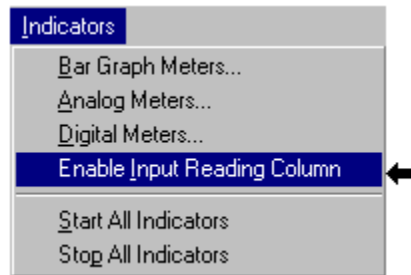 Indicators
Bar Graph Meters...
Analog Meters...
Digital Meters...
Enable Input Reading Column
Start All Indicators
Stop All Indicators